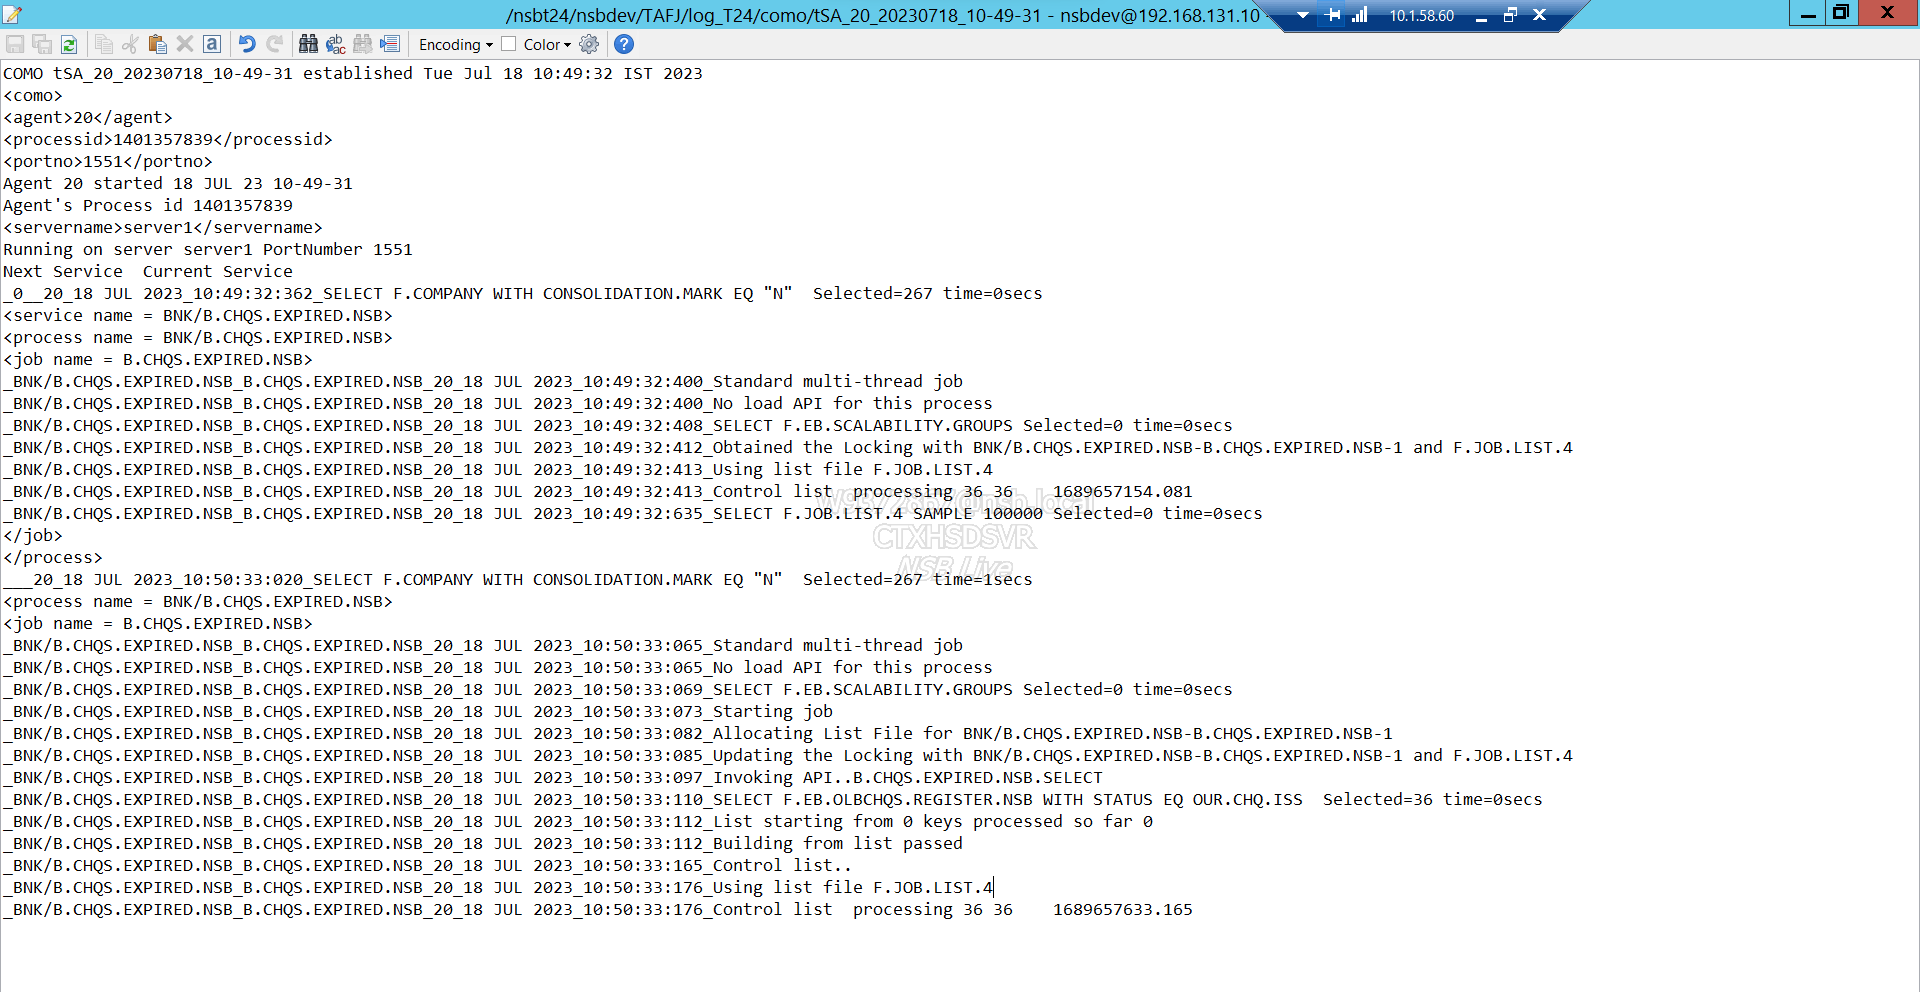 /nsbt24/nsbdev/TAFJ/log_T24/como/tSA_20_20230718_10-49-31 - nsbdev@192.168.131.10 -
10.1.58.60
Encoding
Color
COMO tSA_20_20230718_10-49-31 established Tue Jul 18 10:49:32 IST 2023
<como>
<agent>20</agent>
<processid>1401357839</processid>
<portno>1551</portno>
Agent 20 started 18 JUL 23 10-49-31
Agent's Process id 1401357839
<servername>server1</servername>
Running on server server1 PortNumber 1551
Next Service  Current Service
_0__20_18 JUL 2023_10:49:32:362_SELECT F.COMPANY WITH CONSOLIDATION.MARK EQ "N"  Selected=267 time=0secs
<service name = BNK/B.CHQS.EXPIRED.NSB>
<process name = BNK/B.CHQS.EXPIRED.NSB>
<job name = B.CHQS.EXPIRED.NSB>
_BNK/B.CHQS.EXPIRED.NSB_B.CHQS.EXPIRED.NSB_20_18 JUL 2023_10:49:32:400_Standard multi-thread job
_BNK/B.CHQS.EXPIRED.NSB_B.CHQS.EXPIRED.NSB_20_18 JUL 2023_10:49:32:400_No load API for this process
_BNK/B.CHQS.EXPIRED.NSB_B.CHQS.EXPIRED.NSB_20_18 JUL 2023_10:49:32:408_SELECT F.EB.SCALABILITY.GROUPS Selected=0 time=0secs
_BNK/B.CHQS.EXPIRED.NSB_B.CHQS.EXPIRED.NSB_20_18 JUL 2023_10:49:32:412_Obtained the Locking with BNK/B.CHQS.EXPIRED.NSB-B.CHQS.EXPIRED.NSB-1 and F.JOB.LIST.4
_BNK/B.CHQS.EXPIRED.NSB_B.CHQS.EXPIRED.NSB_20_18 JUL 2023_10:49:32:413_Using list file F.JOB.LIST.4
_BNK/B.CHQS.EXPIRED.NSB_B.CHQS.EXPIRED.NSB_20_18 JUL 2023_10:49:32:413_Control list  processing 36 36    1689657154.081
_BNK/B.CHQS.EXPIRED.NSB_B.CHQS.EXPIRED.NSB_20_18 JUL 2023_10:49:32:635_SELECT F.JOB.LIST.4 SAMPLE 100000 Selected=0 time=0secs
CTXHSDSVR
NSB Live
</job>
</process>
___20_18 JUL 2023_10:50:33:020_SELECT F.COMPANY WITH CONSOLIDATION.MARK EQ "N"  Selected=267 time=1secs
<process name = BNK/B.CHQS.EXPIRED.NSB>
<job name = B.CHQS.EXPIRED.NSB>
_BNK/B.CHQS.EXPIRED.NSB_B.CHQS.EXPIRED.NSB_20_18 JUL 2023_10:50:33:065_Standard multi-thread job
_BNK/B.CHQS.EXPIRED.NSB_B.CHQS.EXPIRED.NSB_20_18 JUL 2023_10:50:33:065_No load API for this process
_BNK/B.CHQS.EXPIRED.NSB_B.CHQS.EXPIRED.NSB_20_18 JUL 2023_10:50:33:069_SELECT F.EB.SCALABILITY.GROUPS Selected=0 time=0secs
_BNK/B.CHQS.EXPIRED.NSB_B.CHQS.EXPIRED.NSB_20_18 JUL 2023_10:50:33:073_Starting job
_BNK/B.CHQS.EXPIRED.NSB_B.CHQS.EXPIRED.NSB_20_18 JUL 2023_10:50:33:082_Allocating List File for BNK/B.CHQS.EXPIRED.NSB-B.CHQS.EXPIRED.NSB-1
_BNK/B.CHQS.EXPIRED.NSB_B.CHQS.EXPIRED.NSB_20_18 JUL 2023_10:50:33:085_Updating the Locking with BNK/B.CHQS.EXPIRED.NSB-B.CHQS.EXPIRED.NSB-1 and F.JOB.LIST.4
_BNK/B.CHQS.EXPIRED.NSB_B.CHQS.EXPIRED.NSB_20_18 JUL 2023_10:50:33:097_Invoking API..B.CHQS.EXPIRED.NSB.SELECT
_BNK/B.CHQS.EXPIRED.NSB_B.CHQS.EXPIRED.NSB_20_18 JUL 2023_10:50:33:110_SELECT F.EB.OLBCHQS.REGISTER.NSB WITH STATUS EQ OUR.CHQ.ISS  Selected=36 time=0secs
_BNK/B.CHQS.EXPIRED.NSB_B.CHQS.EXPIRED.NSB_20_18 JUL 2023_10:50:33:112_List starting from 0 keys processed so far 0
_BNK/B.CHQS.EXPIRED.NSB_B.CHQS.EXPIRED.NSB_20_18 JUL 2023_10:50:33:112_Building from list passed
_BNK/B.CHQS.EXPIRED.NSB_B.CHQS.EXPIRED.NSB_20_18 JUL 2023_10:50:33:165_Control list..
_BNK/B.CHQS.EXPIRED.NSB_B.CHQS.EXPIRED.NSB_20_18 JUL 2023_10:50:33:176_Using list file F.JOB.LIST.4
_BNK/B.CHQS.EXPIRED.NSB_B.CHQS.EXPIRED.NSB_20_18 JUL 2023_10:50:33:176_Control list  processing 36 36    1689657633.165